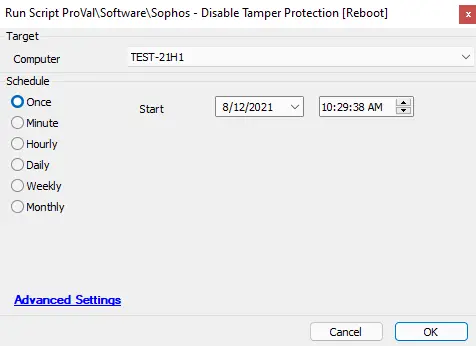 Run Script ProVal\Software\Sophos - Disable Tamper Protection [Reboot] x
Target
Computer TEST-21H1
Schedule
Once Start 8/12/2021 10:29:38 AM
Minute
Hourly
Daily
Weekly
Monthly
Advanced Settings
Cancel OK